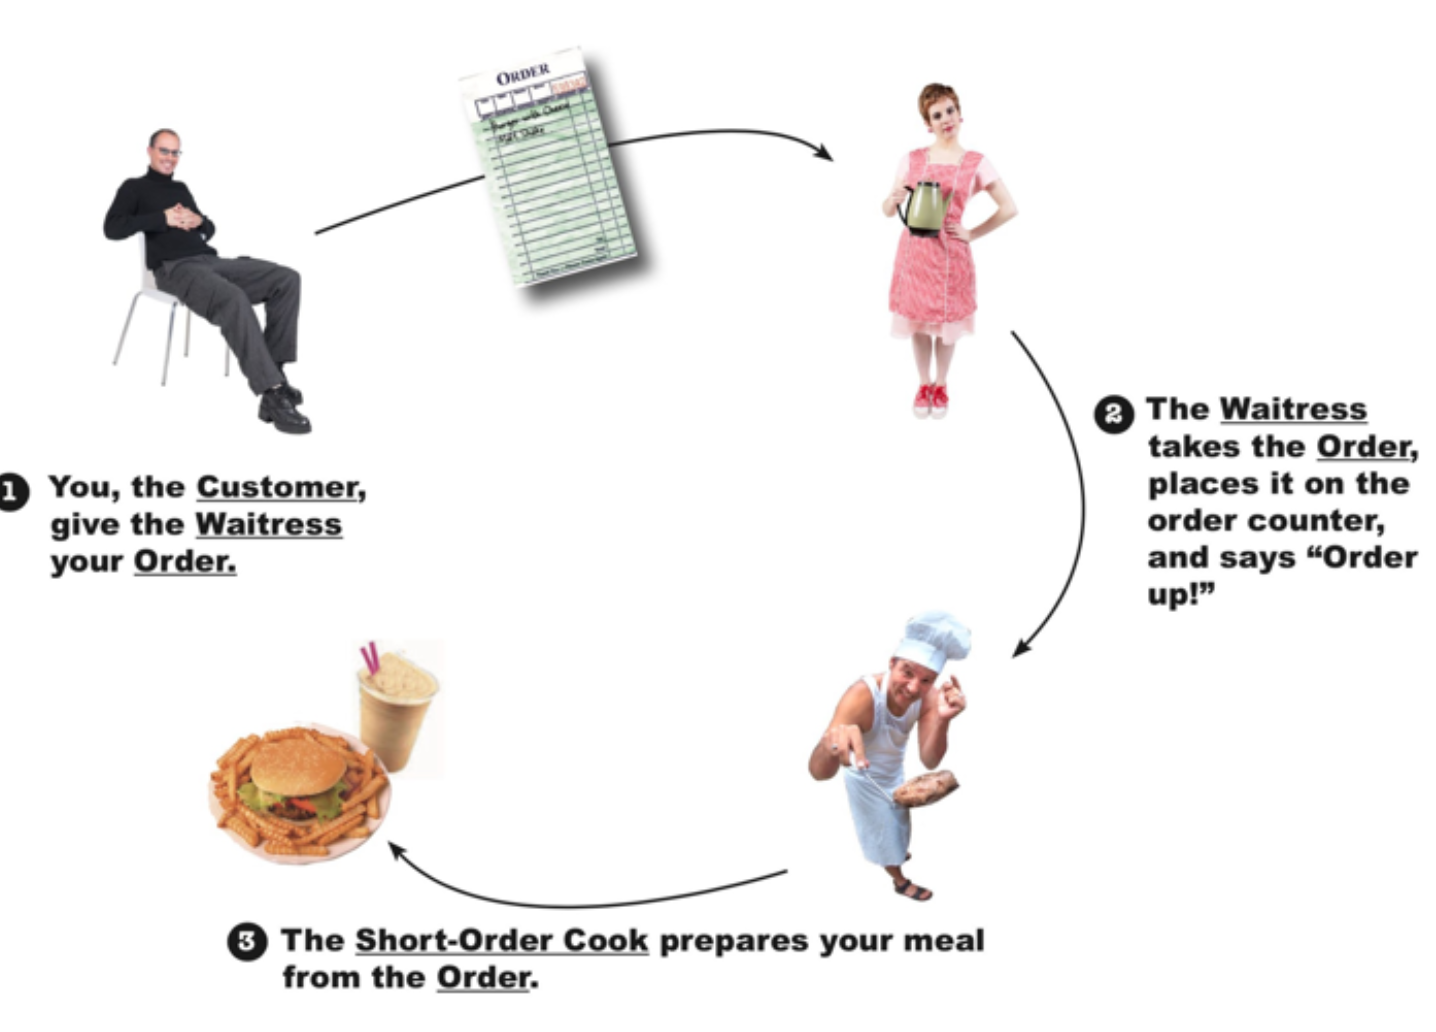 ORDER
Burger with Cheese
Malt Shake
1 You, the Customer,
give the Waitress
your Order.
2 The Waitress
takes the Order,
places it on the
order counter,
and says “Order
up!”
3 The Short-Order Cook prepares your meal
from the Order.